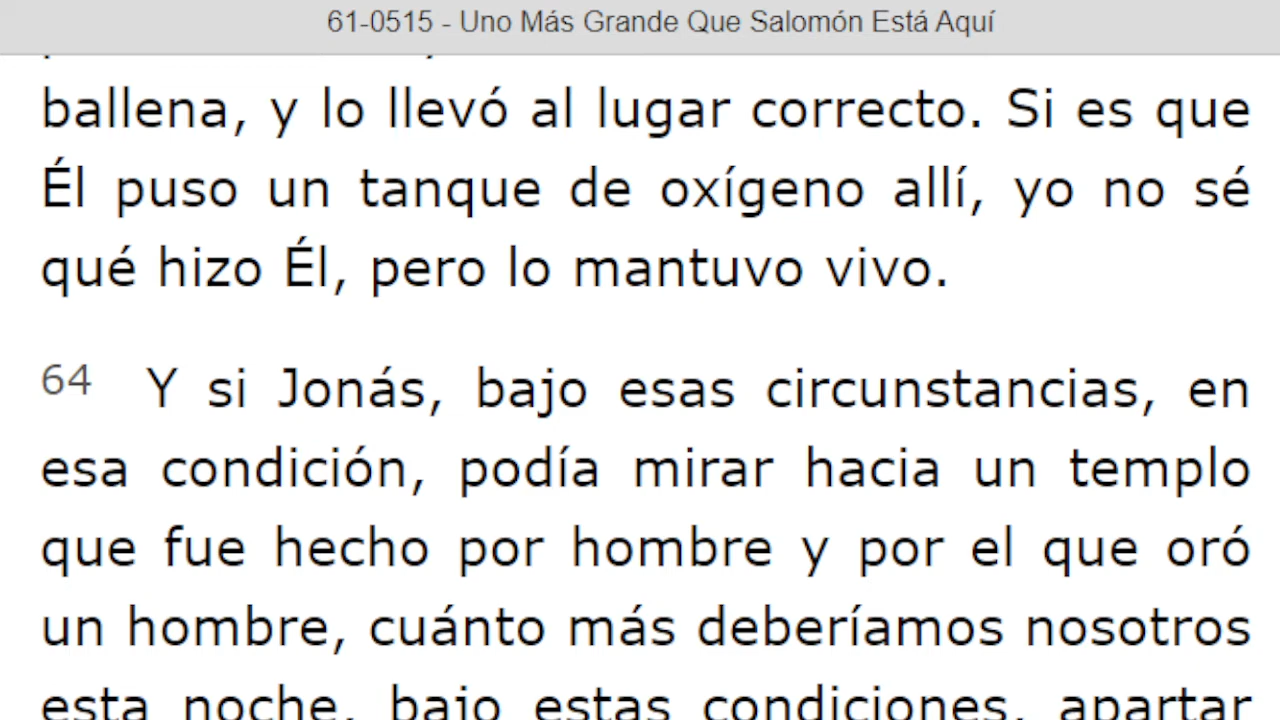 61-0515 - Uno Más Grande Que Salomón Está Aquí
ballena, y lo llevó al lugar correcto. Si es que
Él puso un tanque de oxígeno allí, yo no sé
qué hizo Él, pero lo mantuvo vivo.
64 Y si Jonás, bajo esas circunstancias, en
esa condición, podía mirar hacia un templo
que fue hecho por hombre y por el que oró
un hombre, cuánto más deberíamos nosotros
esta noche, bajo estas condiciones, apartar